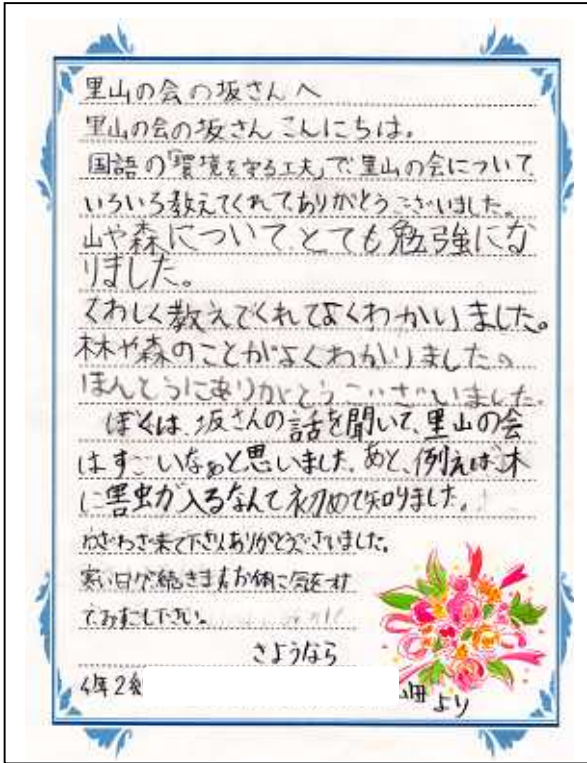 里山の会の坂さんへ
里山の会の坂さんこんにちは。
国語の「環境を守る工夫」で、里山の会について
いろいろ教えてくれてありがとうございました。
山や森について、とても勉強にな
りました。
くわしく教えてくれてよくわかりました。
林や森のことがよくわかりました。
ほんとうにありがとうございました。
ぼくは、坂さんの話を聞いて、里山の会
はすごいなぁと思いました。あと、例えば、木
に害虫が入るなんて初めて知りました。
わざわざ来て下さりありがとうございました。
寒い日が続きますお体に気をつけ
ておすごし下さい。
さようなら
4年2組
より